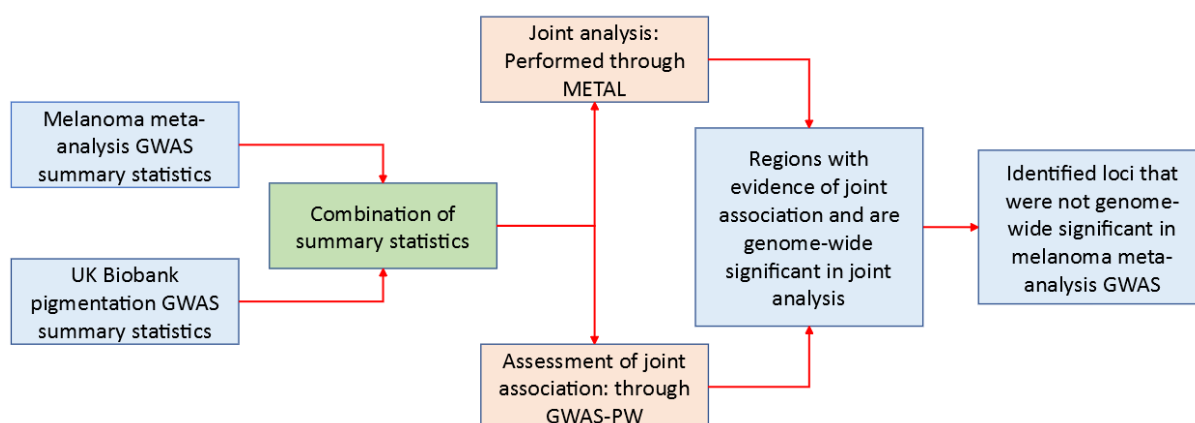 Melanoma meta-
analysis GWAS
summary statistics
UK Biobank
pigmentation GWAS
summary statistics
Combination of
summary statistics
Joint analysis:
Performed through
METAL
Assessment of joint
association: through
GWAS-PW
Regions with
evidence of joint
association and are
genome-wide
significant in joint
analysis
Identified loci that
were not genome-
wide significant in
melanoma meta-
analysis GWAS